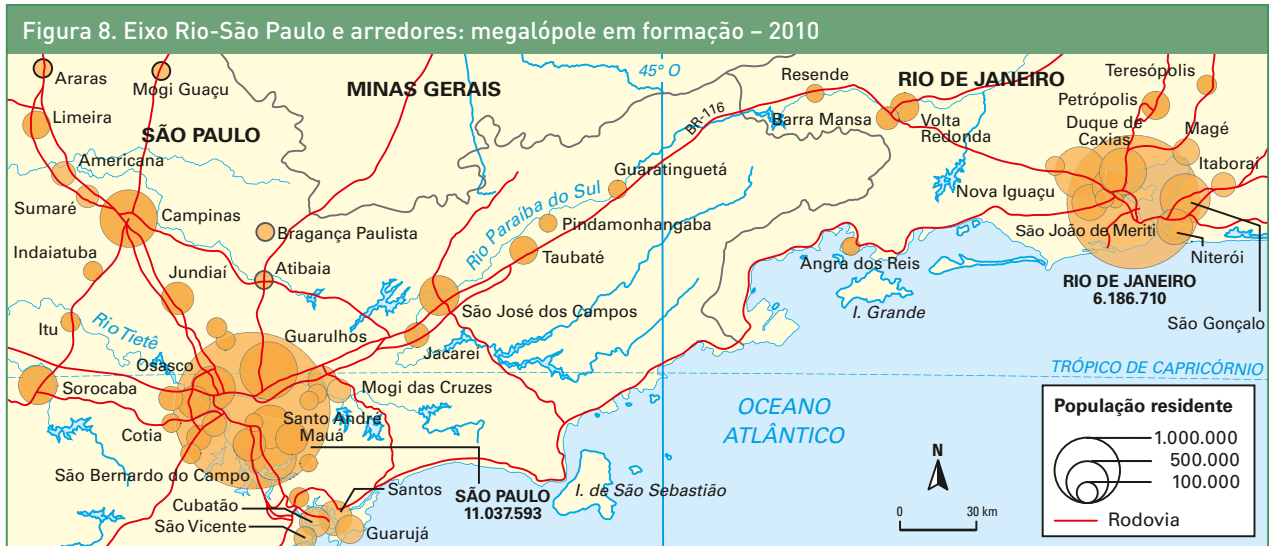 Figura 8. Eixo Rio-São Paulo e arredores: megalópole em formação – 2010
Araras
Mogi Guaçu
MINAS GERAIS
45° O
Resende
RIO DE JANEIRO
Teresópolis
Limeira
SÃO PAULO
BR-116
Barra Mansa
Volta
Redonda
Petrópolis
Duque de
Caxias
Magé
Americana
Guaratinguetá
Itaboraí
Sumaré
Campinas
Rio Paraíba do Sul
Nova Iguaçu
Bragança Paulista
Pindamonhangaba
São João de Meriti
Indaiatuba
Atibaia
Taubaté
Angra dos Reis
Niterói
Jundiaí
RIO DE JANEIRO
6.186.710
I. Grande
São José dos Campos
São Gonçalo
Itu
Rio Tietê
Guarulhos
Jacareí
Osasco
TRÓPICO DE CAPRICÓRNIO
Sorocaba
Mogi das Cruzes
OCEANO
ATLÂNTICO
Santo André
Mauá
Cotia
São Bernardo do Campo
Santos
SÃO PAULO
11.037.593
I. de São Sebastião
Cubatão
São Vicente
Guarujá
N
0 30 km
População residente
1.000.000
500.000
100.000
Rodovia